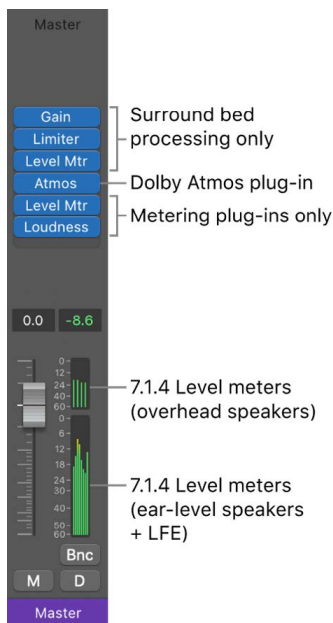 Master
Gain
Limiter
Level Mtr
Atmos
Level Mtr
Loudness
Surround bed
processing only
Dolby Atmos plug-in
Metering plug-ins only
0.0 -8.6
0
12
24
40
60
0
6
12
18
24
30
40
50
60
7.1.4 Level meters
(overhead speakers)
7.1.4 Level meters
(ear-level speakers
+ LFE)
Bnc
M D
Master